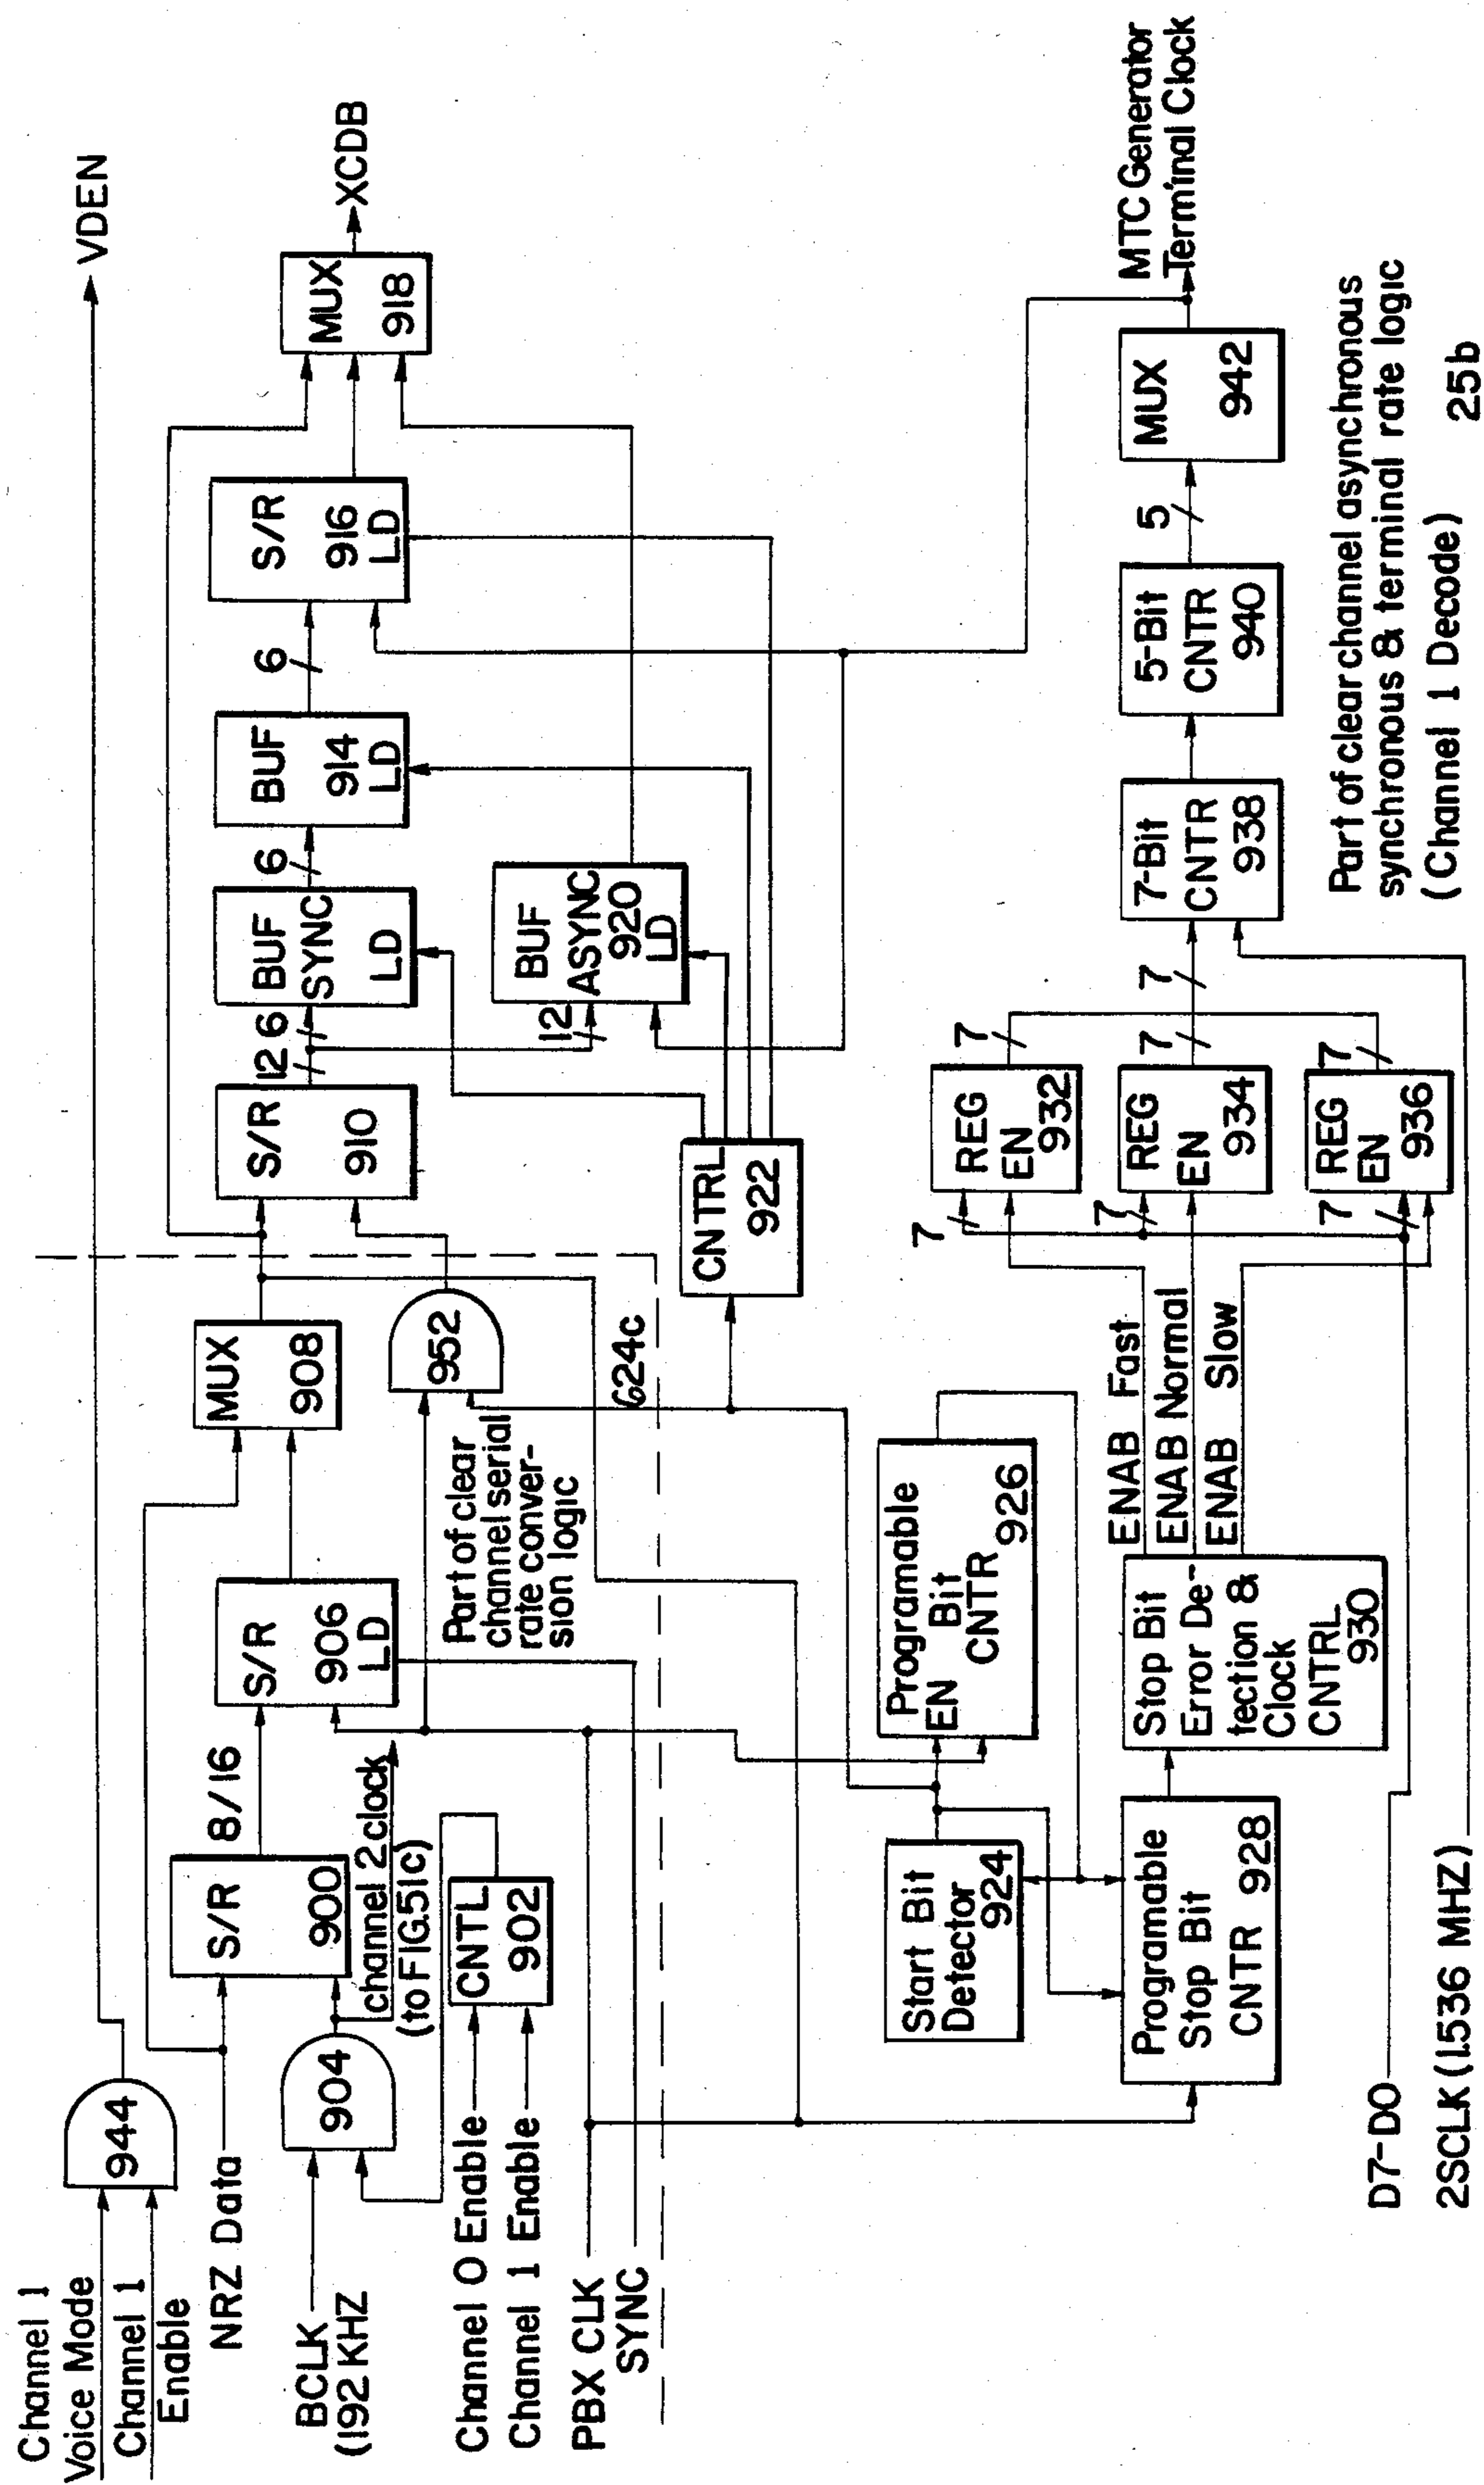 Channel 1
Voice Mode
Channel 1
Enable
944
VDEN
NRZ Data
BCLK
(192 KHZ
904
S/R
900
8/16
channel 2 clock
(to FIG.51C)
Channel 0 Enable
Channel 1 Enable
CNTL
902
PBX CLK
SYNC
S/R
906
LD
MUX
908
952
Part of clear
channel serial
rate conver-
sion logic
624c
S/R
910
12
6
BUF
SYNC
LD
6
BUF
914
LD
6
S/R
916
LD
MUX
918
XCDB
12
BUF
ASYNC
920
LD
CNTRL
922
Start Bit
Detector
924
Programable
EN Bit
CNTR
926
Programable
Stop Bit
CNTR 928
Stop Bit
Error De-
tection &
Clock
CNTRL
930
ENAB Fast
ENAB Normal
ENAB Slow
7
7
7
REG
EN
932
REG
EN
934
REG
EN
936
7
7
7
7
7-Bit
CNTR
938
5-Bit
CNTR
940
5
MUX
942
MTC Generator
Terminal Clock
D7-D0
2SCLK (1.536 MHZ)
Part of clear channel asynchronous
synchronous & terminal rate logic
(Channel 1 Decode) 25b